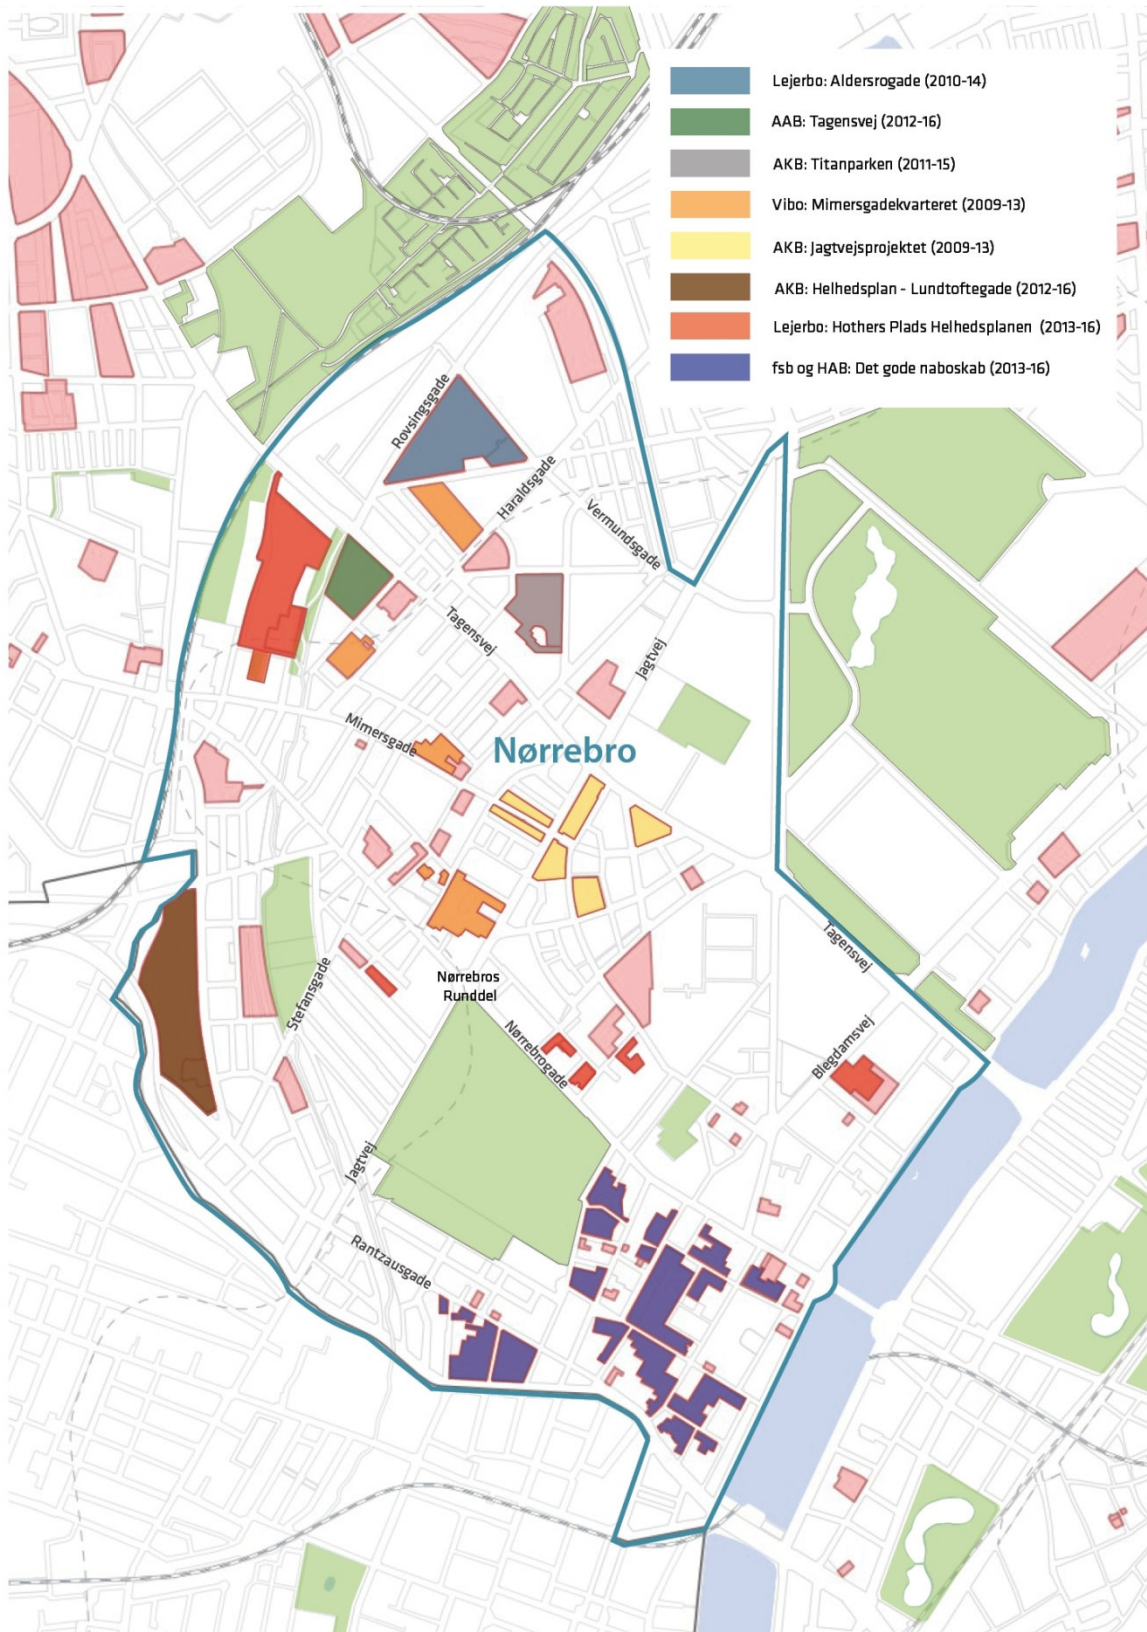 Lejerbo: Aldersrogade (2010-14)
AAB: Tagensvej (2012-16)
AKB: Titanparken (2011-15)
Vibo: Mimersgadekvarteret (2009-13)
AKB: Jagtvejsprojektet (2009-13)
AKB: Helhedsplan - Lundtoftegade (2012-16)
Lejerbo: Hothers Plads Helhedsplanen (2013-16)
fsb og HAB: Det gode naboskab (2013-16)
Rovsingsgade
Haraldsgade
Vermundsgade
Tagensvej
Jagtvej
Mimersgade
Nørrebro
Tagensvej
Stefansgade
Nørrebros
Runddel
Nørrebrogade
Blegdamsvej
Jagtvej
Rantzausgade